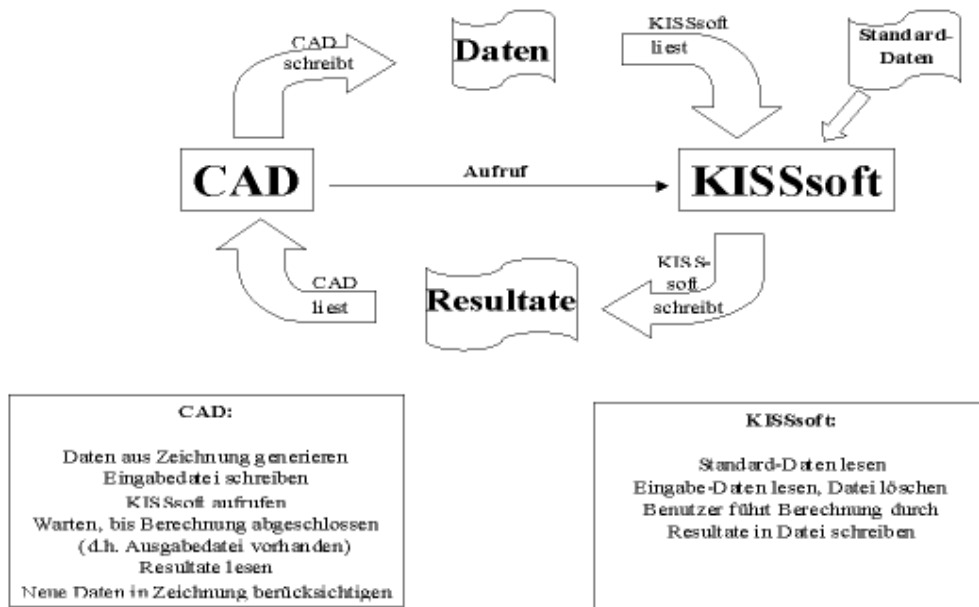 CAD
schreibt
Daten
KISSsoft
liest
Standard-
Daten
CAD
Aufruf
KISSsoft
CAD
liest
Resultate
KISS-
soft
schreibt
CAD:
Daten aus Zeichnung generieren
Eingabedatei schreiben
KISSsoft aufrufen
Warten, bis Berechnung abgeschlossen
(d.h. Ausgabedatei vorhanden)
Resultate lesen
Neue Daten in Zeichnung berücksichtigen
KISSsoft:
Standard-Daten lesen
Eingabe-Daten lesen, Datei löschen
Benutzer führt Berechnung durch
Resultate in Datei schreiben